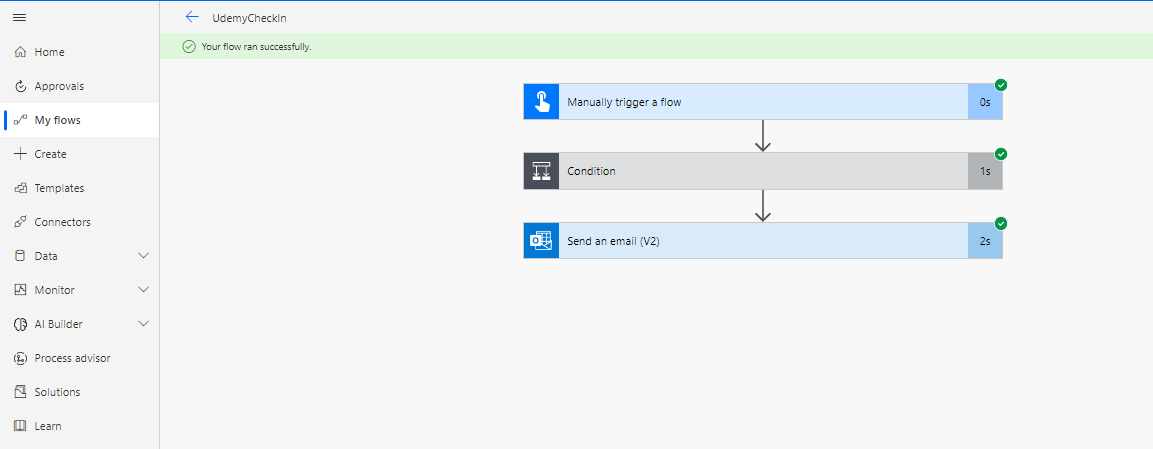 UdemyCheckIn
Your flow ran successfully.
Home
Approvals
My flows
Create
Templates
Connectors
Data
Monitor
AI Builder
Process advisor
Solutions
Learn
Manually trigger a flow
0s
Condition
1s
Send an email (V2)
2s